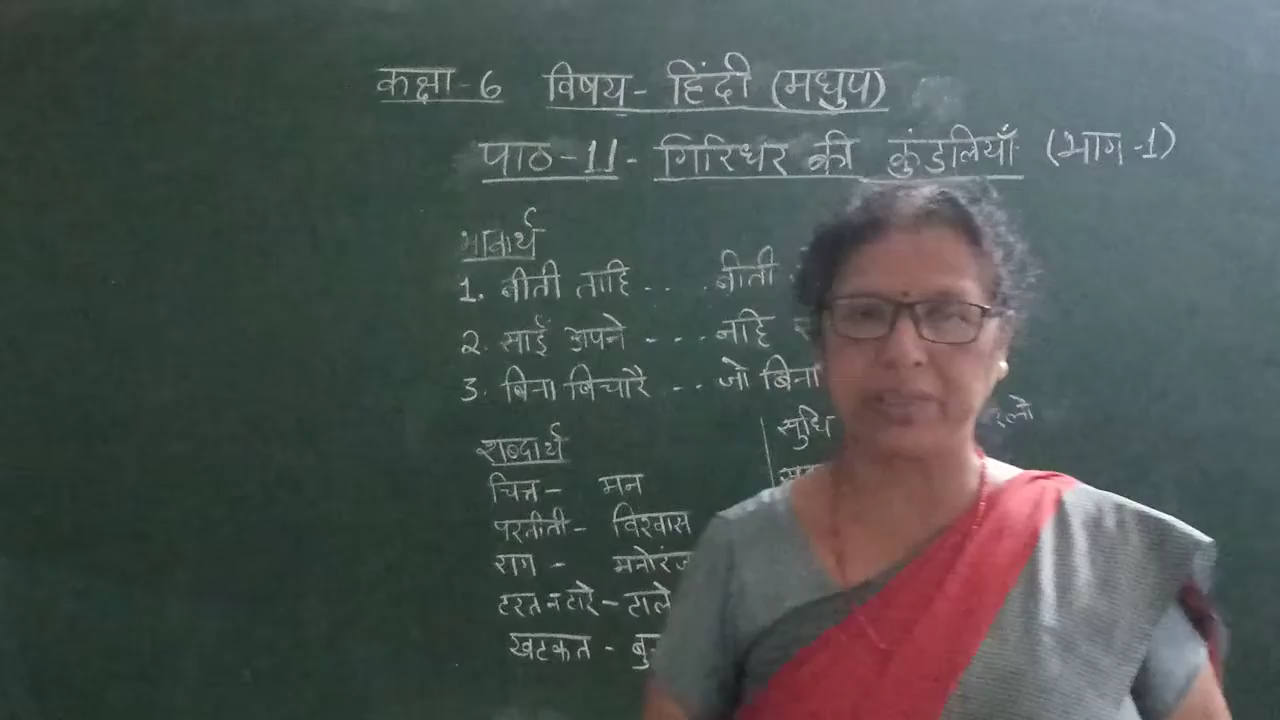 कक्षा-6 विषय- हिंदी (मधुप)
पाठ-11- गिरिधर की कुंडलियाँ (भाग-1)
भावार्थ
1. बीती ताहि .... बीती
2. साईं अपने --- नहि
3. बिना बिचारै ... जो बिना
सुधि
शब्दार्थ
चित्त- मन
परतीती- विश्वास
राग -
टरत न टारे- टाले
खटकत -